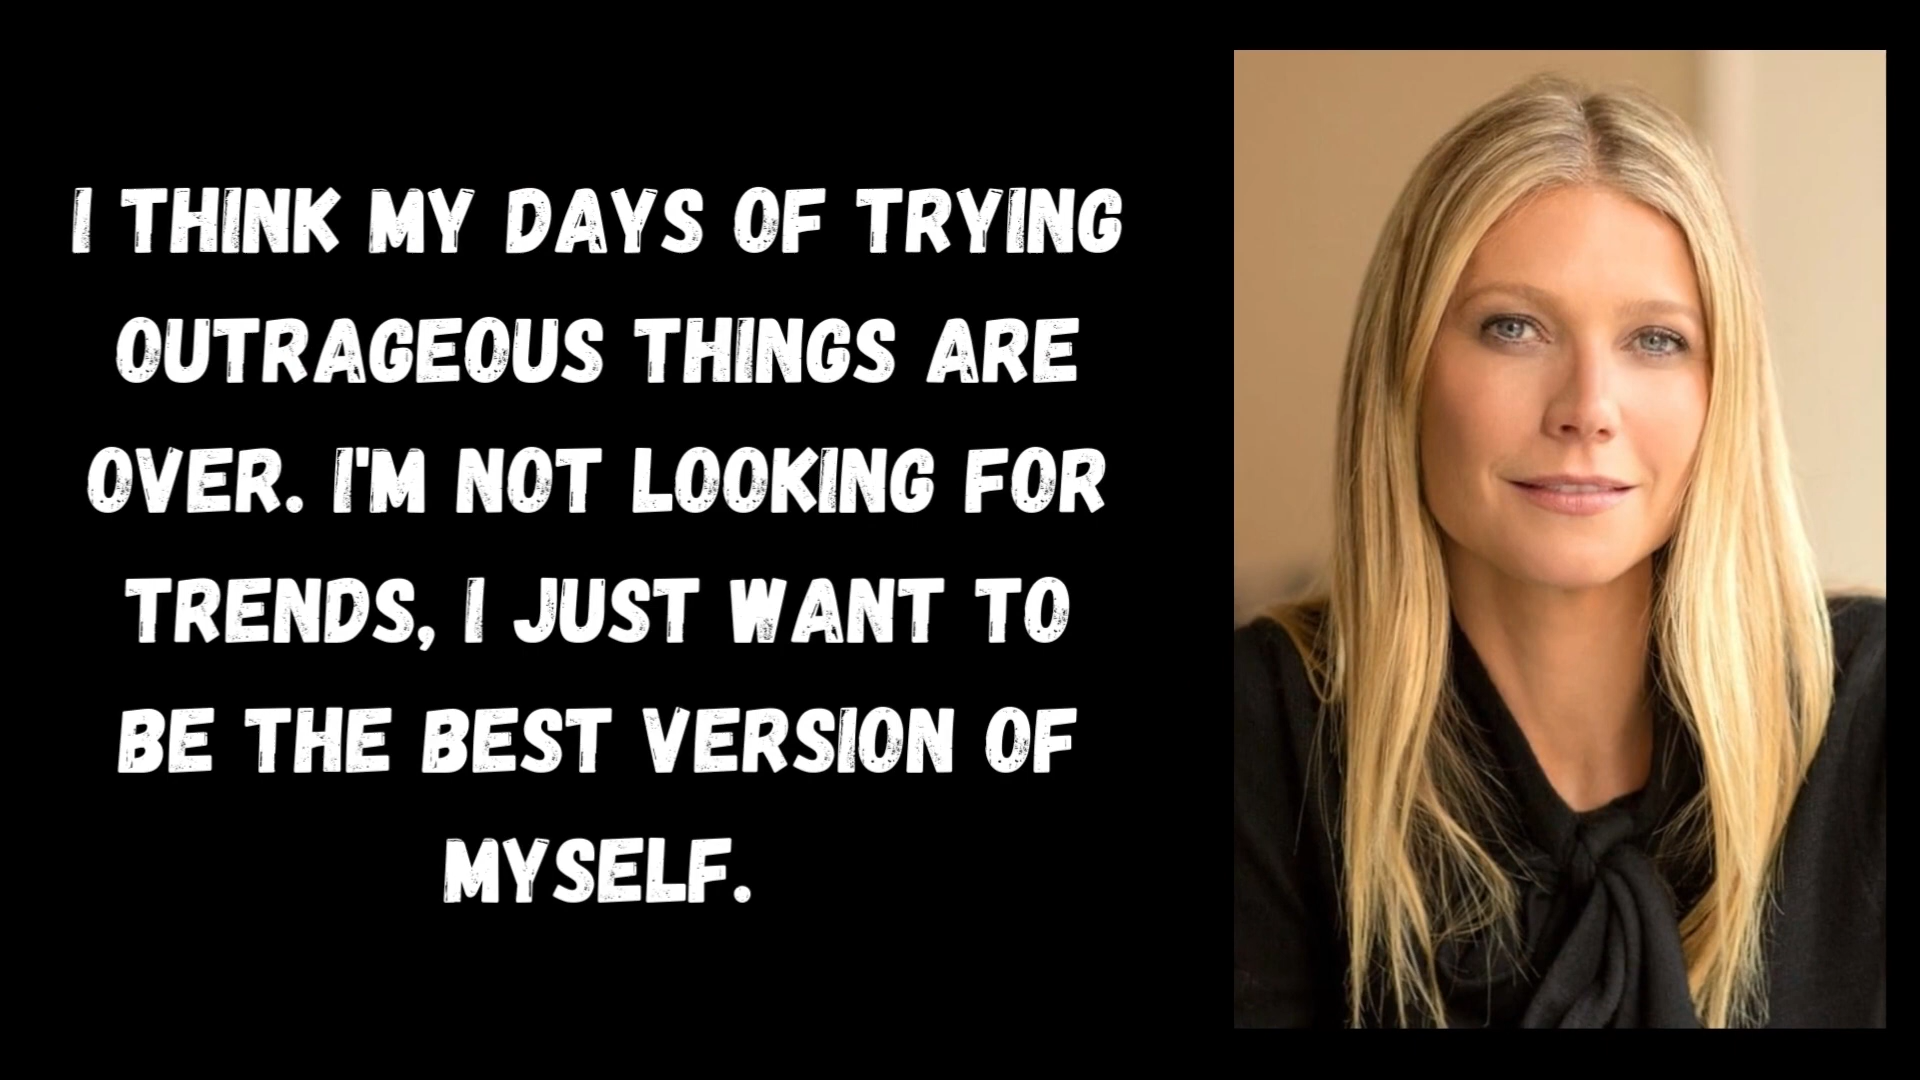 I THINK MY DAYS OF TRYING
OUTRAGEOUS THINGS ARE
OVER. I'M NOT LOOKING FOR
TRENDS, I JUST WANT TO
BE THE BEST VERSION OF
MYSELF.